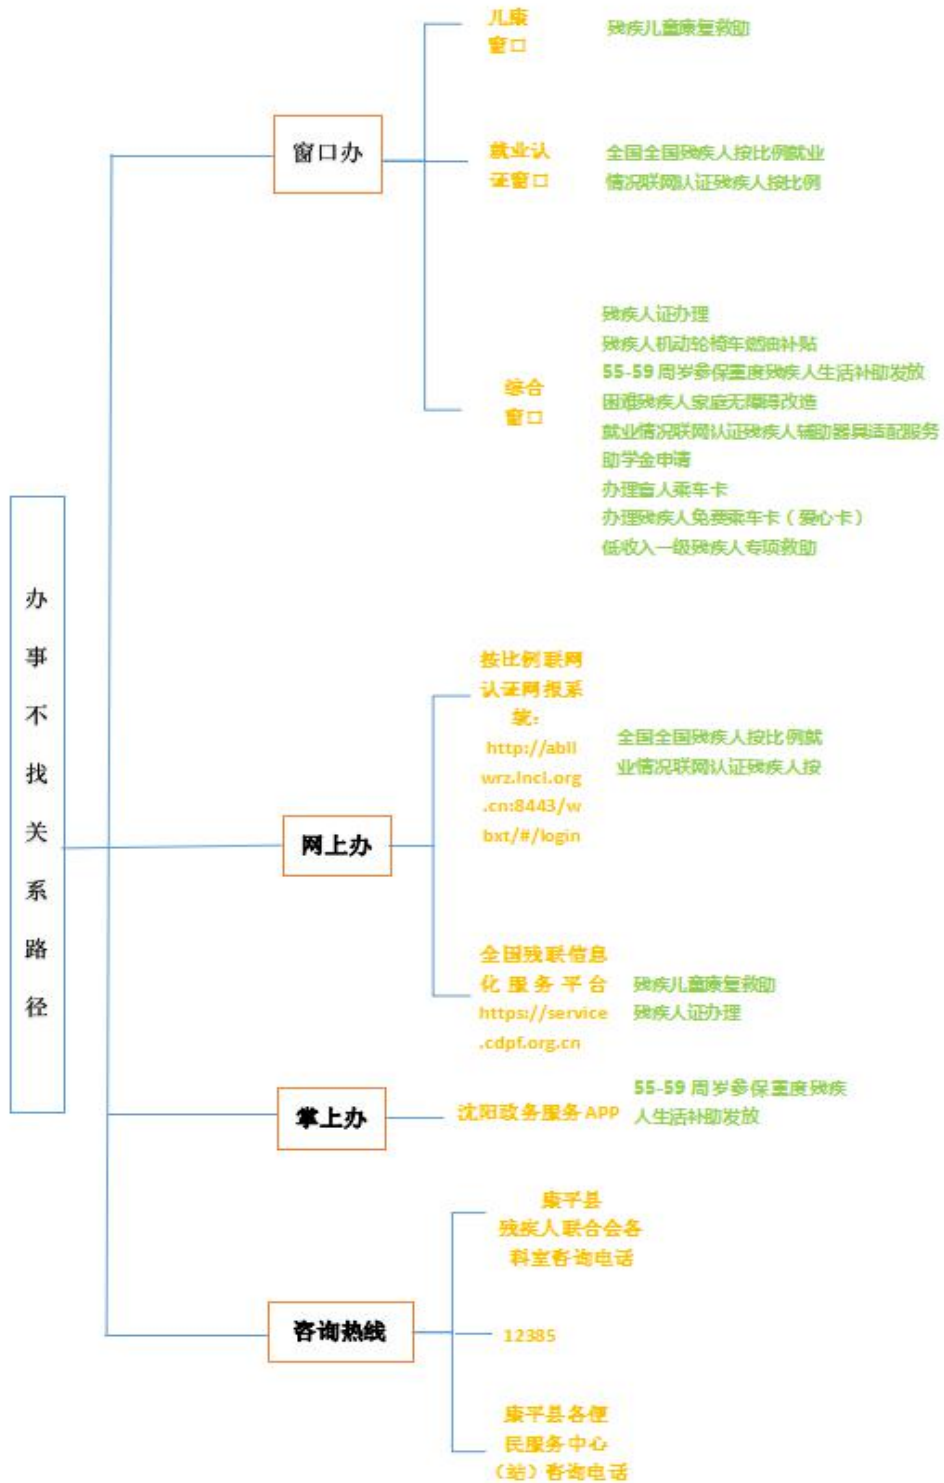 办事不找关系路径
窗口办
儿康
窗口
残疾儿童康复救助
就业认
证窗口
全国全国残疾人按比例就业
情况联网认证残疾人按比例
综合
窗口
残疾人证办理
残疾人机动轮椅车燃油补贴
55-59 周岁参保重度残疾人生活补助发放
困难残疾人家庭无障碍改造
就业情况联网认证残疾人辅助器具适配服务
助学金申请
办理盲人乘车卡
办理残疾人免费乘车卡（爱心卡）
低收入一级残疾人专项救助
网上办
按比例联网
认证网报系
统：
http://abll
wrz.lncl.org
.cn:8443/w
bxt/#/login
全国全国残疾人按比例就
业情况联网认证残疾人按
全国残联信息
化服务平台
https://service
.cdpf.org.cn
残疾儿童康复救助
残疾人证办理
掌上办
沈阳政务服务APP
55-59 周岁参保重度残疾
人生活补助发放
咨询热线
康平县
残疾人联合会各
科室咨询电话
12385
康平县各便
民服务中心
（站）咨询电话